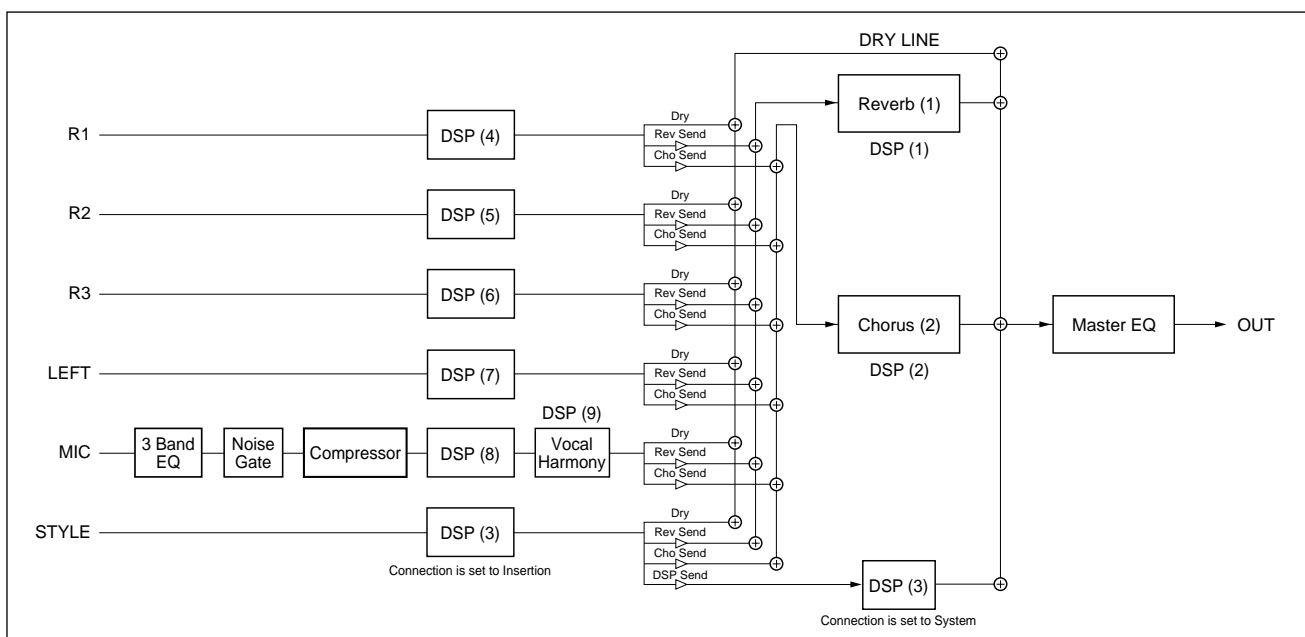 DRY LINE
Reverb (1)
DSP (1)
R1
DSP (4)
Dry
Rev Send
Cho Send
R2
DSP (5)
Dry
Rev Send
Cho Send
R3
DSP (6)
Dry
Rev Send
Cho Send
Chorus (2)
DSP (2)
Master EQ
OUT
LEFT
DSP (7)
Dry
Rev Send
Cho Send
MIC
3 Band
EQ
Noise
Gate
Compressor
DSP (8)
DSP (9)
Vocal
Harmony
Dry
Rev Send
Cho Send
STYLE
DSP (3)
Connection is set to Insertion
Dry
Rev Send
Cho Send
DSP Send
DSP (3)
Connection is set to System